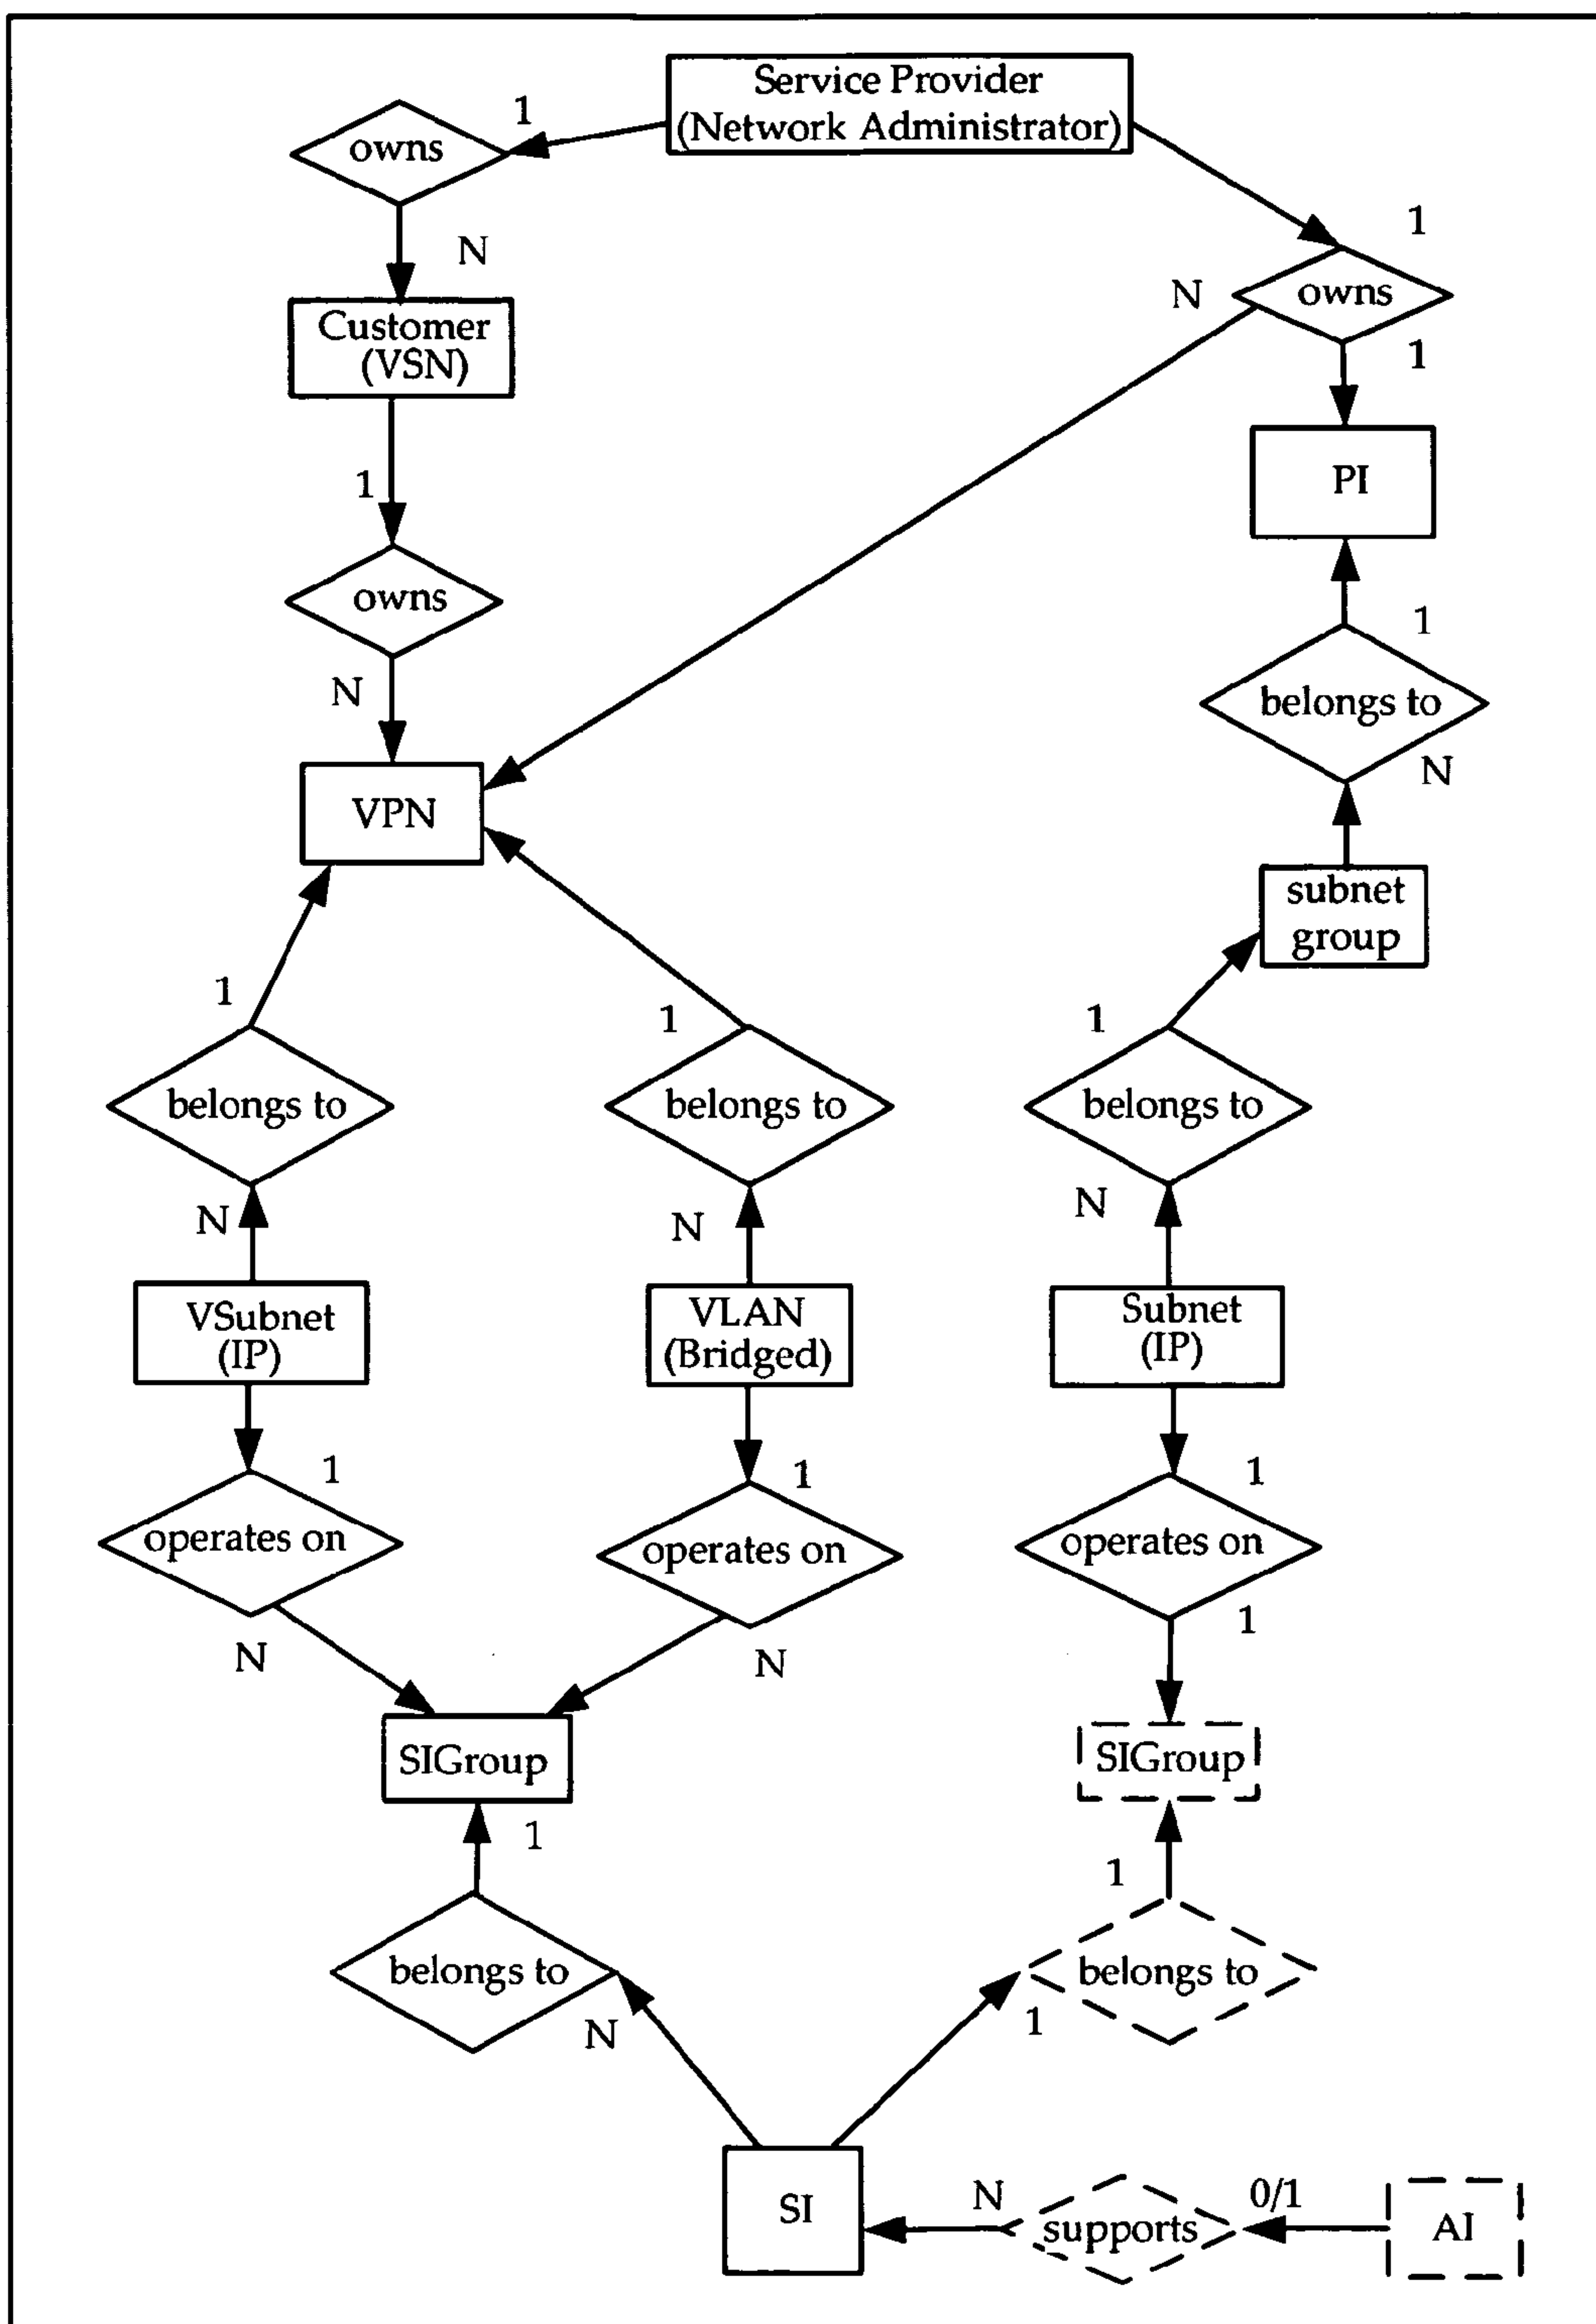 Service Provider
(Network Administrator)
1
owns
N
1
Customer
(VSN)
N
owns
1
1
PI
owns
1
N
belongs to
N
VPN
subnet
group
1
1
1
belongs to
belongs to
belongs to
N
N
N
VSubnet
(IP)
VLAN
(Bridged)
Subnet
(IP)
1
1
1
operates on
operates on
operates on
N
N
1
SIGroup
SIGroup
1
1
belongs to
belongs to
N
1
SI
N
supports
0/1
AI